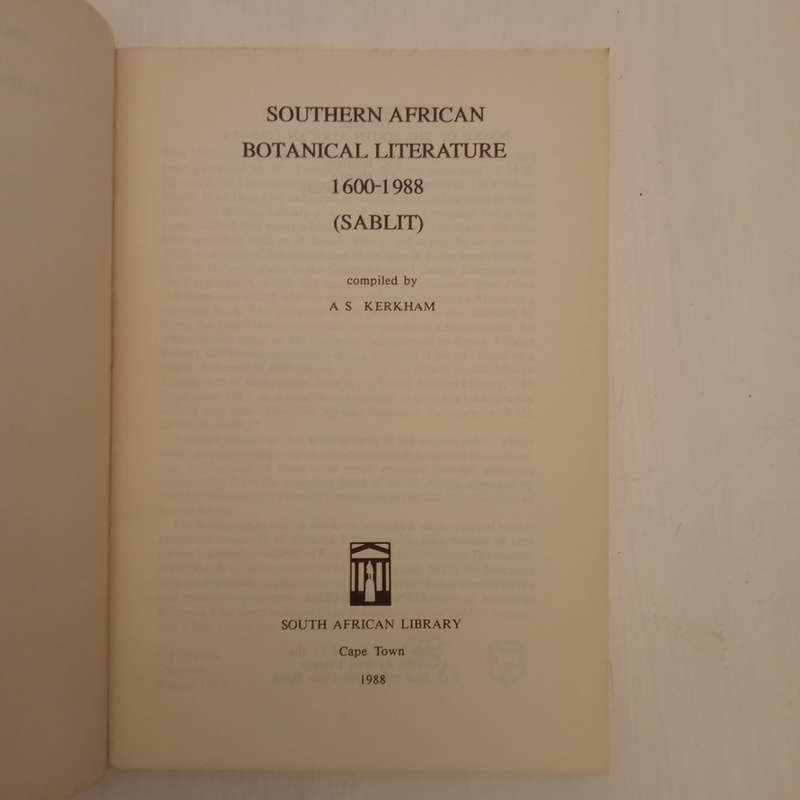 SOUTHERN AFRICAN
BOTANICAL LITERATURE
1600-1988
(SABLIT)
compiled by
A S KERKHAM
SOUTH AFRICAN LIBRARY
Cape Town
1988